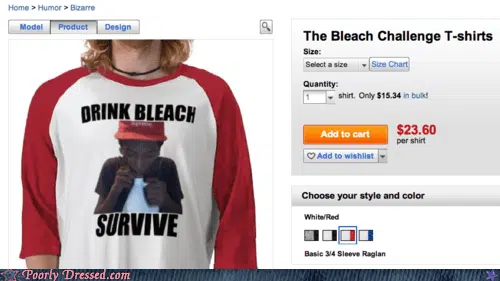 Home > Humor > Bizarre
Model Product Design
The Bleach Challenge T-shirts
Size:
Select a size Size Chart
Quantity:
1 shirt. Only $15.34 in bulk!
Add to cart $23.60
per shirt
Add to wishlist
Choose your style and color
White/Red
Basic 3/4 Sleeve Raglan
DRINK BLEACH
SURVIVE
Poorly Dressed.com